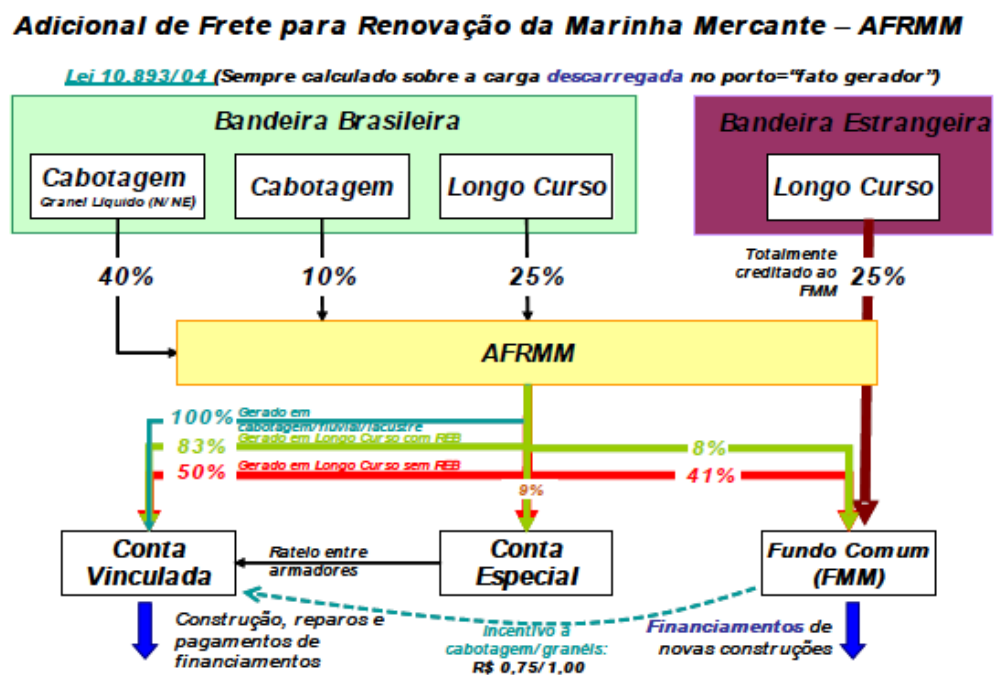 Adicional de Frete para Renovação da Marinha Mercante – AFRMM
Lei 10.893/04 (Sempre calculado sobre a carga descarregada no porto=“fato gerador”)
Bandeira Brasileira
Bandeira Estrangeira
Cabotagem
Granel Líquido (N/NE)
Cabotagem
Longo Curso
Longo Curso
40%
10%
25%
Totalmente
creditado ao
FMM
25%
AFRMM
100%
Gerado em
cabotagem/fluvial/lacustre
83%
Gerado em Longo Curso com REB
8%
50%
Gerado em Longo Curso sem REB
41%
9%
Conta
Vinculada
Rateio entre
armadores
Conta
Especial
Fundo Comum
(FMM)
Construção, reparos e
pagamentos de
financiamentos
Incentivo à
cabotagem/granéis:
R$ 0,75/1,00
Financiamentos de
novas construções